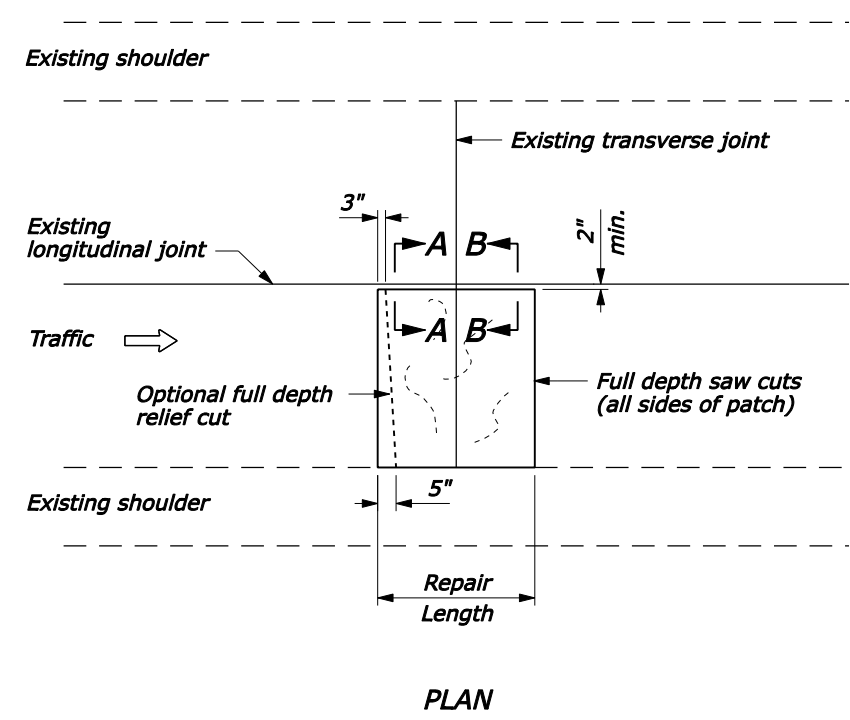 Existing shoulder
Existing transverse joint
3"
Existing
longitudinal joint
A B
2"
min.
A B
Traffic
Optional full depth
relief cut
Full depth saw cuts
(all sides of patch)
Existing shoulder
5"
Repair
Length
PLAN